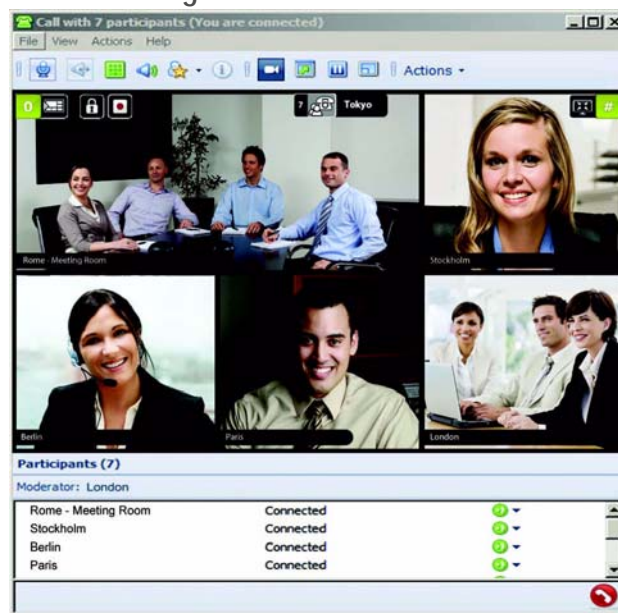 Call with 7 participants (You are connected)
File View Actions Help
Actions
0 7 Tokyo #
Rome - Meeting Room
Stockholm
Berlin
Paris
London
Participants (7)
Moderator: London
Rome - Meeting Room Connected
Stockholm Connected
Berlin Connected
Paris Connected